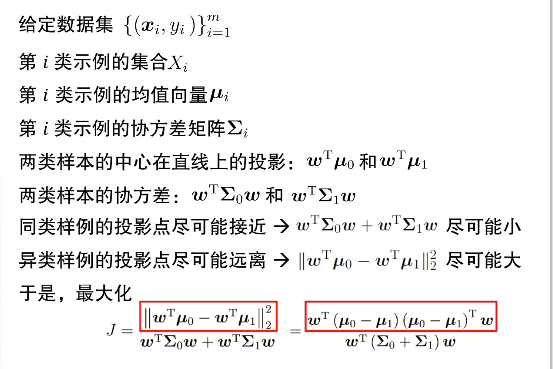 给定数据集 $\{(\boldsymbol{x}_i, y_i)\}_{i=1}^{m}$
第 $i$ 类示例的集合$X_i$
第 $i$ 类示例的均值向量$\boldsymbol{\mu}_i$
第 $i$ 类示例的协方差矩阵$\boldsymbol{\Sigma}_i$
两类样本的中心在直线上的投影：$\boldsymbol{w}^{\mathrm{T}}\boldsymbol{\mu}_0$ 和 $\boldsymbol{w}^{\mathrm{T}}\boldsymbol{\mu}_1$
两类样本的协方差：$\boldsymbol{w}^{\mathrm{T}}\boldsymbol{\Sigma}_0\boldsymbol{w}$ 和 $\boldsymbol{w}^{\mathrm{T}}\boldsymbol{\Sigma}_1\boldsymbol{w}$
同类样例的投影点尽可能接近 → $\boldsymbol{w}^{\mathrm{T}}\boldsymbol{\Sigma}_0\boldsymbol{w} + \boldsymbol{w}^{\mathrm{T}}\boldsymbol{\Sigma}_1\boldsymbol{w}$ 尽可能小
异类样例的投影点尽可能远离 → $\|\boldsymbol{w}^{\mathrm{T}}\boldsymbol{\mu}_0 - \boldsymbol{w}^{\mathrm{T}}\boldsymbol{\mu}_1\|_2^2$ 尽可能大
于是，最大化
$J = \frac{\|\boldsymbol{w}^{\mathrm{T}}\boldsymbol{\mu}_0 - \boldsymbol{w}^{\mathrm{T}}\boldsymbol{\mu}_1\|_2^2}{\boldsymbol{w}^{\mathrm{T}}\boldsymbol{\Sigma}_0\boldsymbol{w} + \boldsymbol{w}^{\mathrm{T}}\boldsymbol{\Sigma}_1\boldsymbol{w}} = \frac{\boldsymbol{w}^{\mathrm{T}}(\boldsymbol{\mu}_0 - \boldsymbol{\mu}_1)(\boldsymbol{\mu}_0 - \boldsymbol{\mu}_1)^{\mathrm{T}}\boldsymbol{w}}{\boldsymbol{w}^{\mathrm{T}}(\boldsymbol{\Sigma}_0 + \boldsymbol{\Sigma}_1)\boldsymbol{w}}$